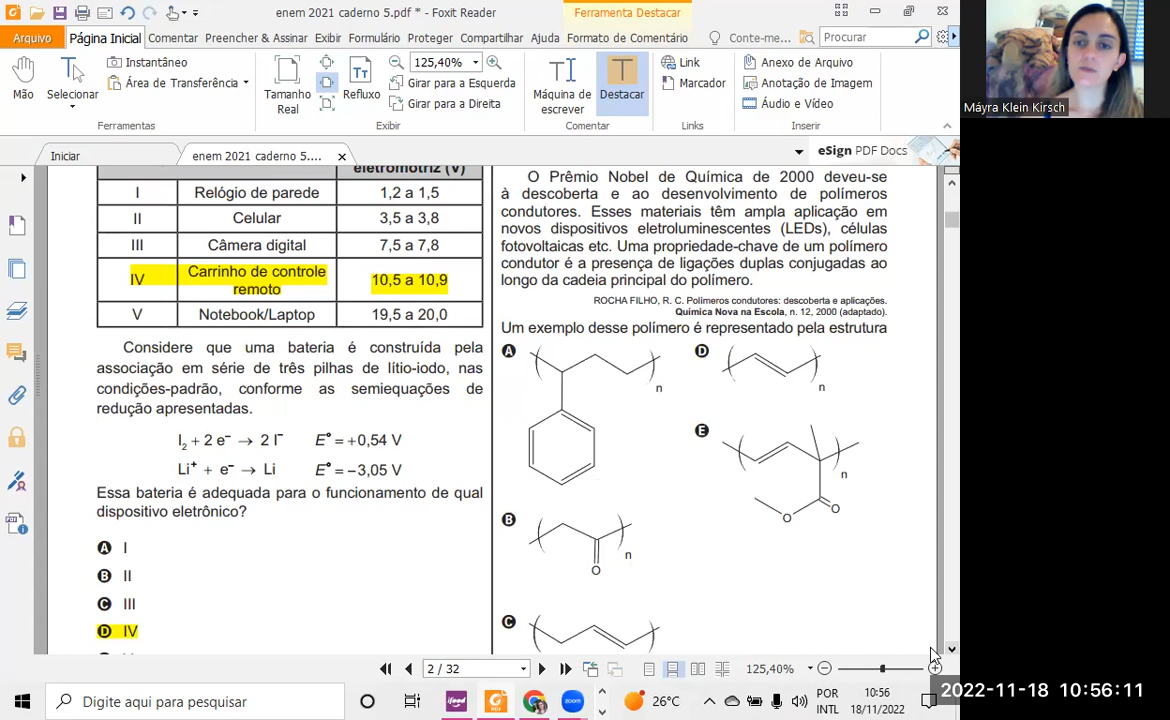 enem 2021 caderno 5.pdf * - Foxit Reader
Ferramenta Destacar
Arquivo
Página Inicial
Comentar
Preencher & Assinar
Exibir
Formulário
Proteger
Compartilhar
Ajuda
Formato de Comentário
Conte-me...
Procurar
Mão
Selecionar
Instantâneo
Área de Transferência
Ferramentas
Tamanho
Real
Refluxo
125,40%
Girar para a Esquerda
Girar para a Direita
Exibir
Máquina de
escrever
Destacar
Comentar
Link
Marcador
Links
Anexo de Arquivo
Anotação de Imagem
Áudio e Vídeo
Inserir
Máyra Klein Kirsch
Iniciar
enem 2021 caderno 5....
eSign PDF Docs
eletromotriz (V)
I Relógio de parede 1,2 a 1,5
II Celular 3,5 a 3,8
III Câmera digital 7,5 a 7,8
IV Carrinho de controle remoto 10,5 a 10,9
V Notebook/Laptop 19,5 a 20,0
Considere que uma bateria é construída pela
associação em série de três pilhas de lítio-iodo, nas
condições-padrão, conforme as semiequações de
redução apresentadas.
I₂ + 2 e⁻ → 2 I⁻ E° = +0,54 V
Li⁺ + e⁻ → Li E° = −3,05 V
Essa bateria é adequada para o funcionamento de qual
dispositivo eletrônico?
A I
B II
C III
D IV
O Prêmio Nobel de Química de 2000 deveu-se
à descoberta e ao desenvolvimento de polímeros
condutores. Esses materiais têm ampla aplicação em
novos dispositivos eletroluminescentes (LEDs), células
fotovoltaicas etc. Uma propriedade-chave de um polímero
condutor é a presença de ligações duplas conjugadas ao
longo da cadeia principal do polímero.
ROCHA FILHO, R. C. Polímeros condutores: descoberta e aplicações.
Química Nova na Escola, n. 12, 2000 (adaptado).
Um exemplo desse polímero é representado pela estrutura
A
n
D
n
E
n
O
O
B
n
O
C
2 / 32
125,40%
Digite aqui para pesquisar
26°C
POR
INTL
10:56
18/11/2022
2022-11-18 10:56:11